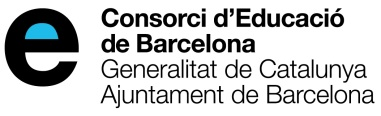 Consorci d'Educació
de Barcelona
Generalitat de Catalunya
Ajuntament de Barcelona